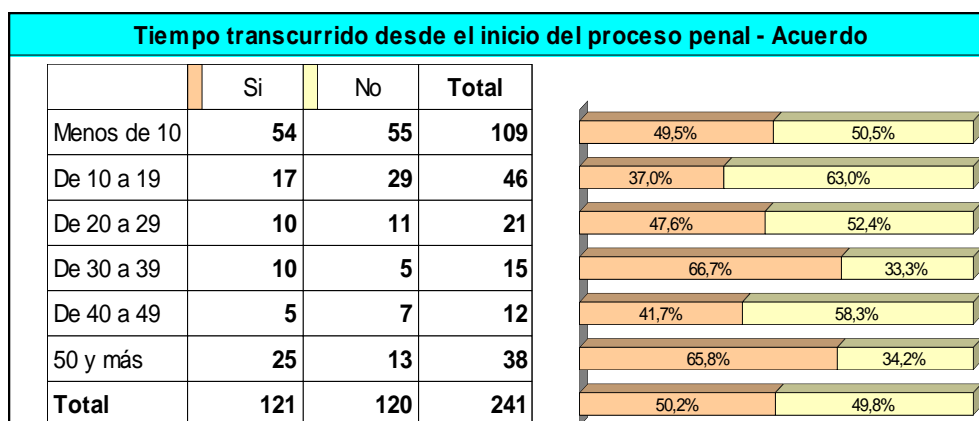 Tiempo transcurrido desde el inicio del proceso penal - Acuerdo
Si No Total
Menos de 10 54 55 109 49,5% 50,5%
De 10 a 19 17 29 46 37,0% 63,0%
De 20 a 29 10 11 21 47,6% 52,4%
De 30 a 39 10 5 15 66,7% 33,3%
De 40 a 49 5 7 12 41,7% 58,3%
50 y más 25 13 38 65,8% 34,2%
Total 121 120 241 50,2% 49,8%